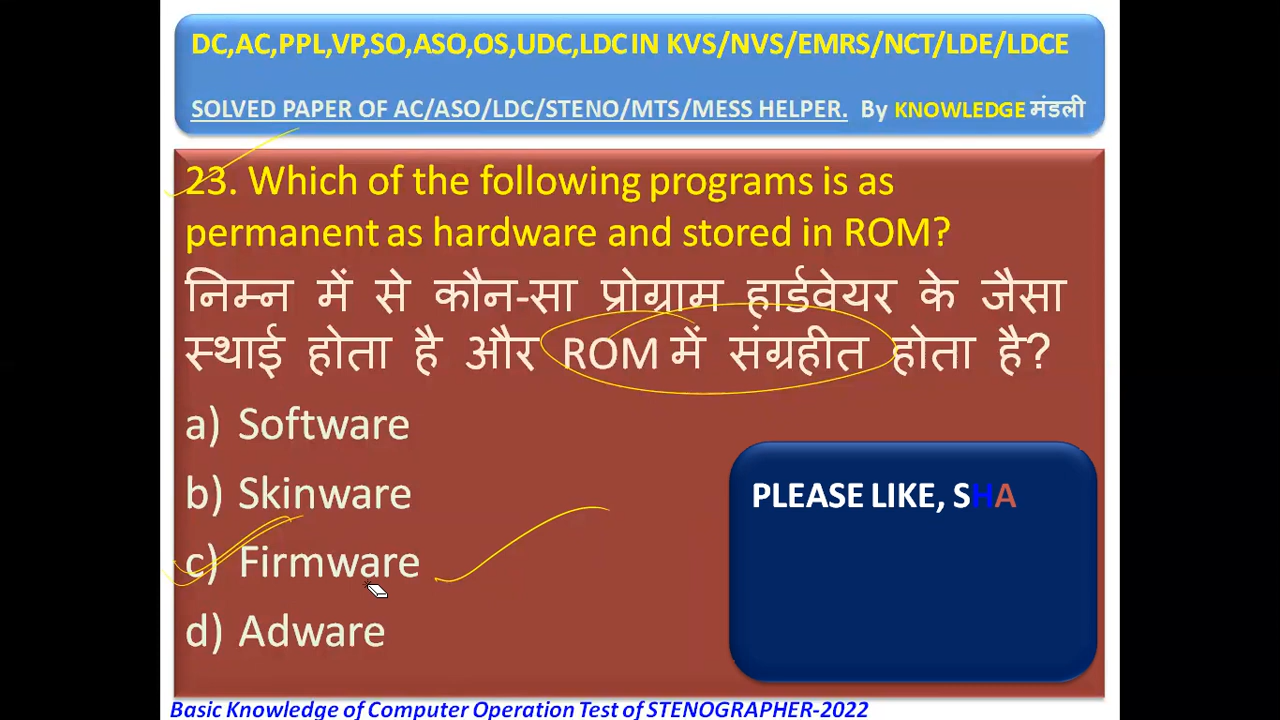 DC,AC,PPL,VP,SO,ASO,OS,UDC,LDC IN KVS/NVS/EMRS/NCT/LDE/LDCE
SOLVED PAPER OF AC/ASO/LDC/STENO/MTS/MESS HELPER. By KNOWLEDGE मंडली
23. Which of the following programs is as
permanent as hardware and stored in ROM?
निम्न में से कौन-सा प्रोग्राम हार्डवेयर के जैसा
स्थाई होता है और ROM में संग्रहीत होता है?
a) Software
b) Skinware
c) Firmware
d) Adware
PLEASE LIKE, SHA
Basic Knowledge of Computer Operation Test of STENOGRAPHER-2022